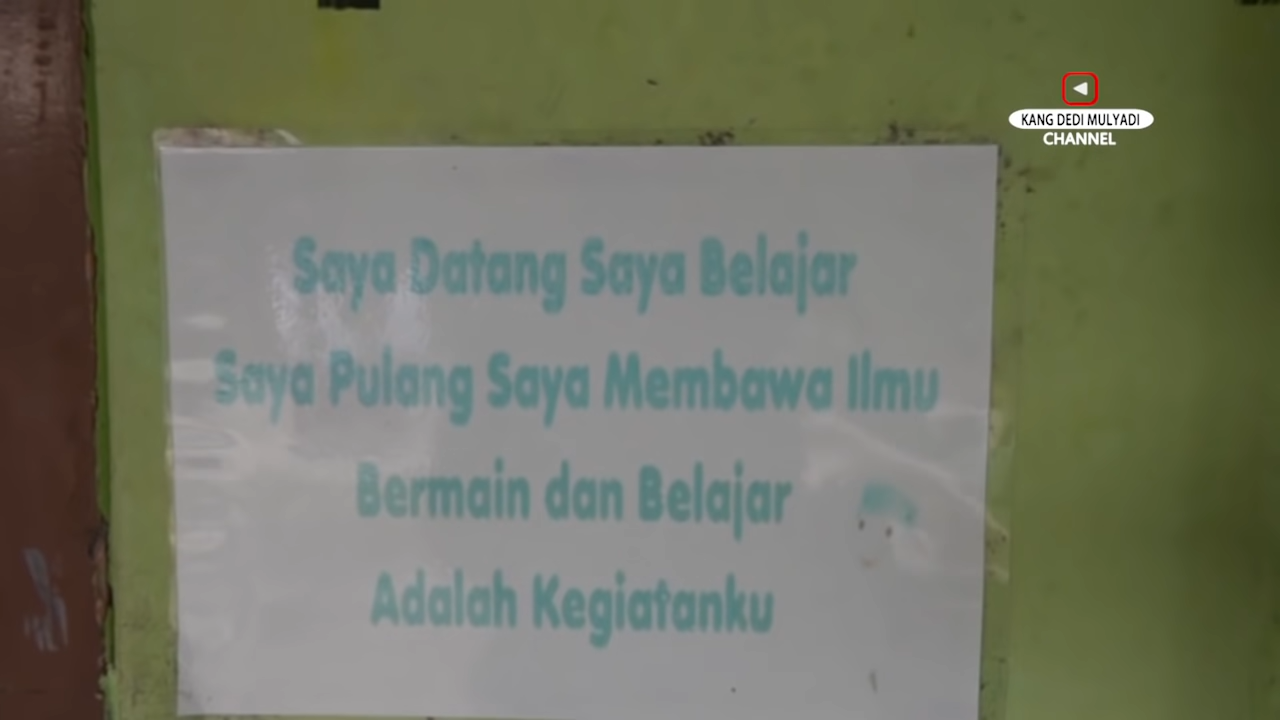 KANG DEDI MULYADI
CHANNEL
Saya Datang Saya Belajar
Saya Pulang Saya Membawa Ilmu
Bermain dan Belajar
Adalah Kegiatanku